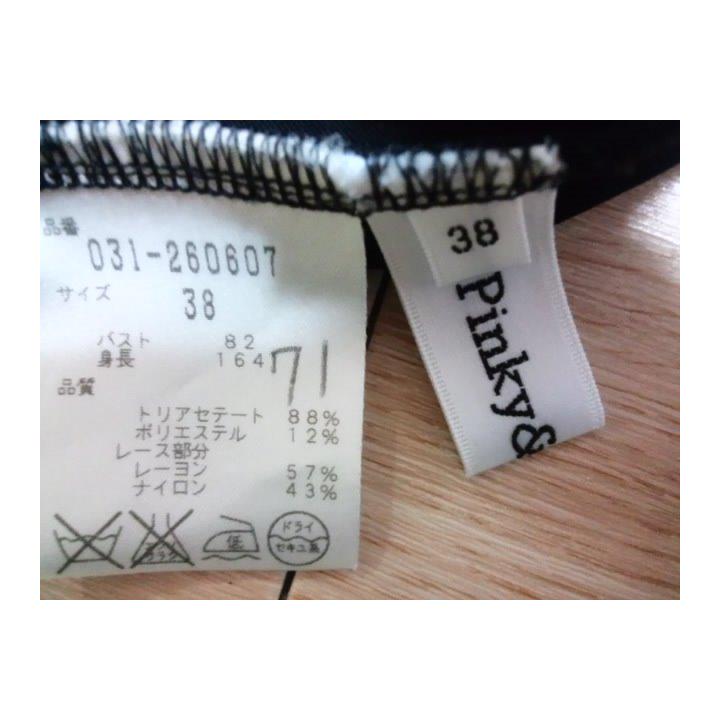 品番
031-260607
サイズ 38
バスト 82
身長 164
71
品質
トリアセテート 88%
ポリエステル 12%
レース部分
レーヨン 57%
ナイロン 43%
低
ドライ
セキユ系
38
Pinky&